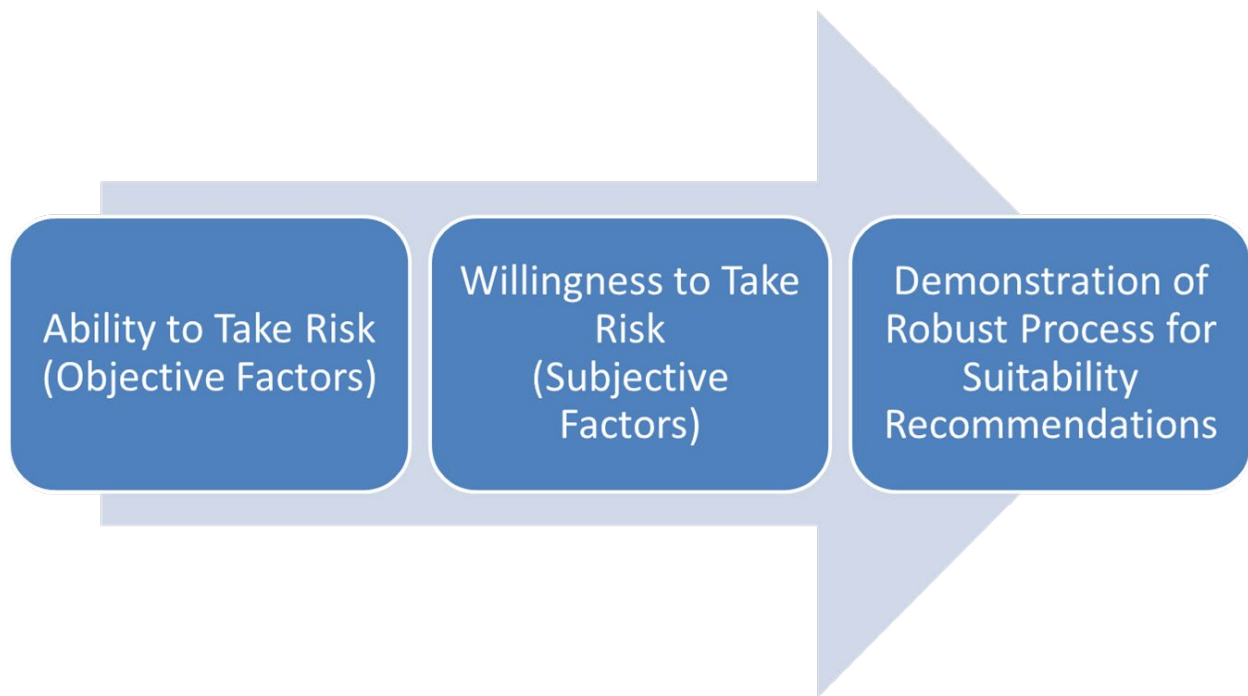 Ability to Take Risk
(Objective Factors)
Willingness to Take
Risk
(Subjective
Factors)
Demonstration of
Robust Process for
Suitability
Recommendations